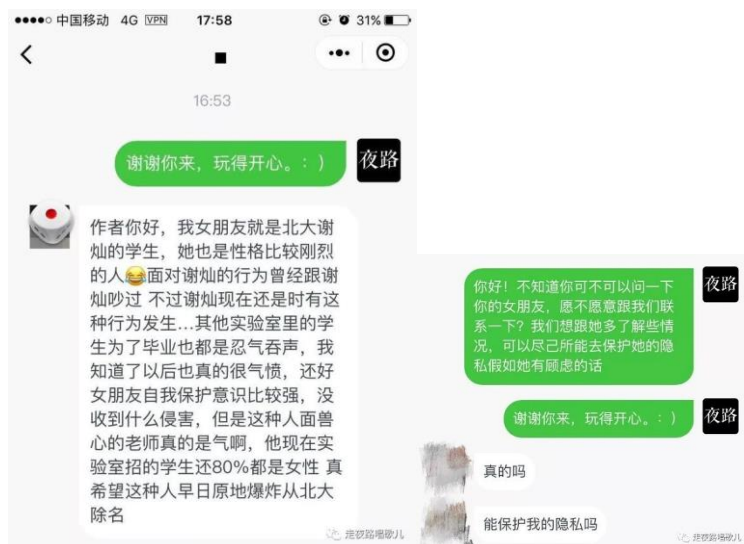 中国移动 4G VPN 17:58 31%
16:53
谢谢你来，玩得开心。：）
夜路
作者你好，我女朋友就是北大谢
灿的学生，她也是性格比较刚烈
的人😂面对谢灿的行为曾经跟谢
灿吵过 不过谢灿现在还是时有这
种行为发生...其他实验室里的学
生为了毕业也都是忍气吞声，我
知道了以后也真的很气愤，还好
女朋友自我保护意识比较强，没
收到什么侵害，但是这种人面兽
心的老师真的是气啊，他现在实
验室招的学生还80%都是女性 真
希望这种人早日原地爆炸从北大
除名
走夜路唱歌儿
你好！不知道你可不可以问一下
你的女朋友，愿不愿意跟我们联
系一下？我们想跟她多了解些情
况，可以尽己所能去保护她的隐
私假如她有顾虑的话
夜路
谢谢你来，玩得开心。：）
夜路
真的吗
能保护我的隐私吗
走夜路唱歌儿